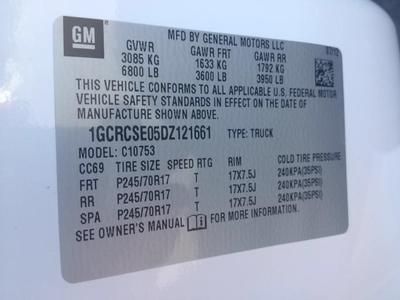 GM
MFD BY GENERAL MOTORS LLC
GVWR GAWR FRT GAWR RR
3085 KG 1633 KG 1792 KG
6800 LB 3600 LB 3950 LB
THIS VEHICLE CONFORMS TO ALL APPLICABLE U.S. FEDERAL MOTOR
VEHICLE SAFETY STANDARDS IN EFFECT ON THE DATE OF
MANUFACTURE SHOWN ABOVE.
1GCRCSE05DZ121661 TYPE: TRUCK
MODEL: C10753
CC69 TIRE SIZE SPEED RTG RIM COLD TIRE PRESSURE
FRT P245/70R17 T 17X7.5J 240KPA(35PSI)
RR P245/70R17 T 17X7.5J 240KPA(35PSI)
SPA P245/70R17 T 17X7.5J 240KPA(35PSI)
SEE OWNER'S MANUAL FOR MORE INFORMATION.